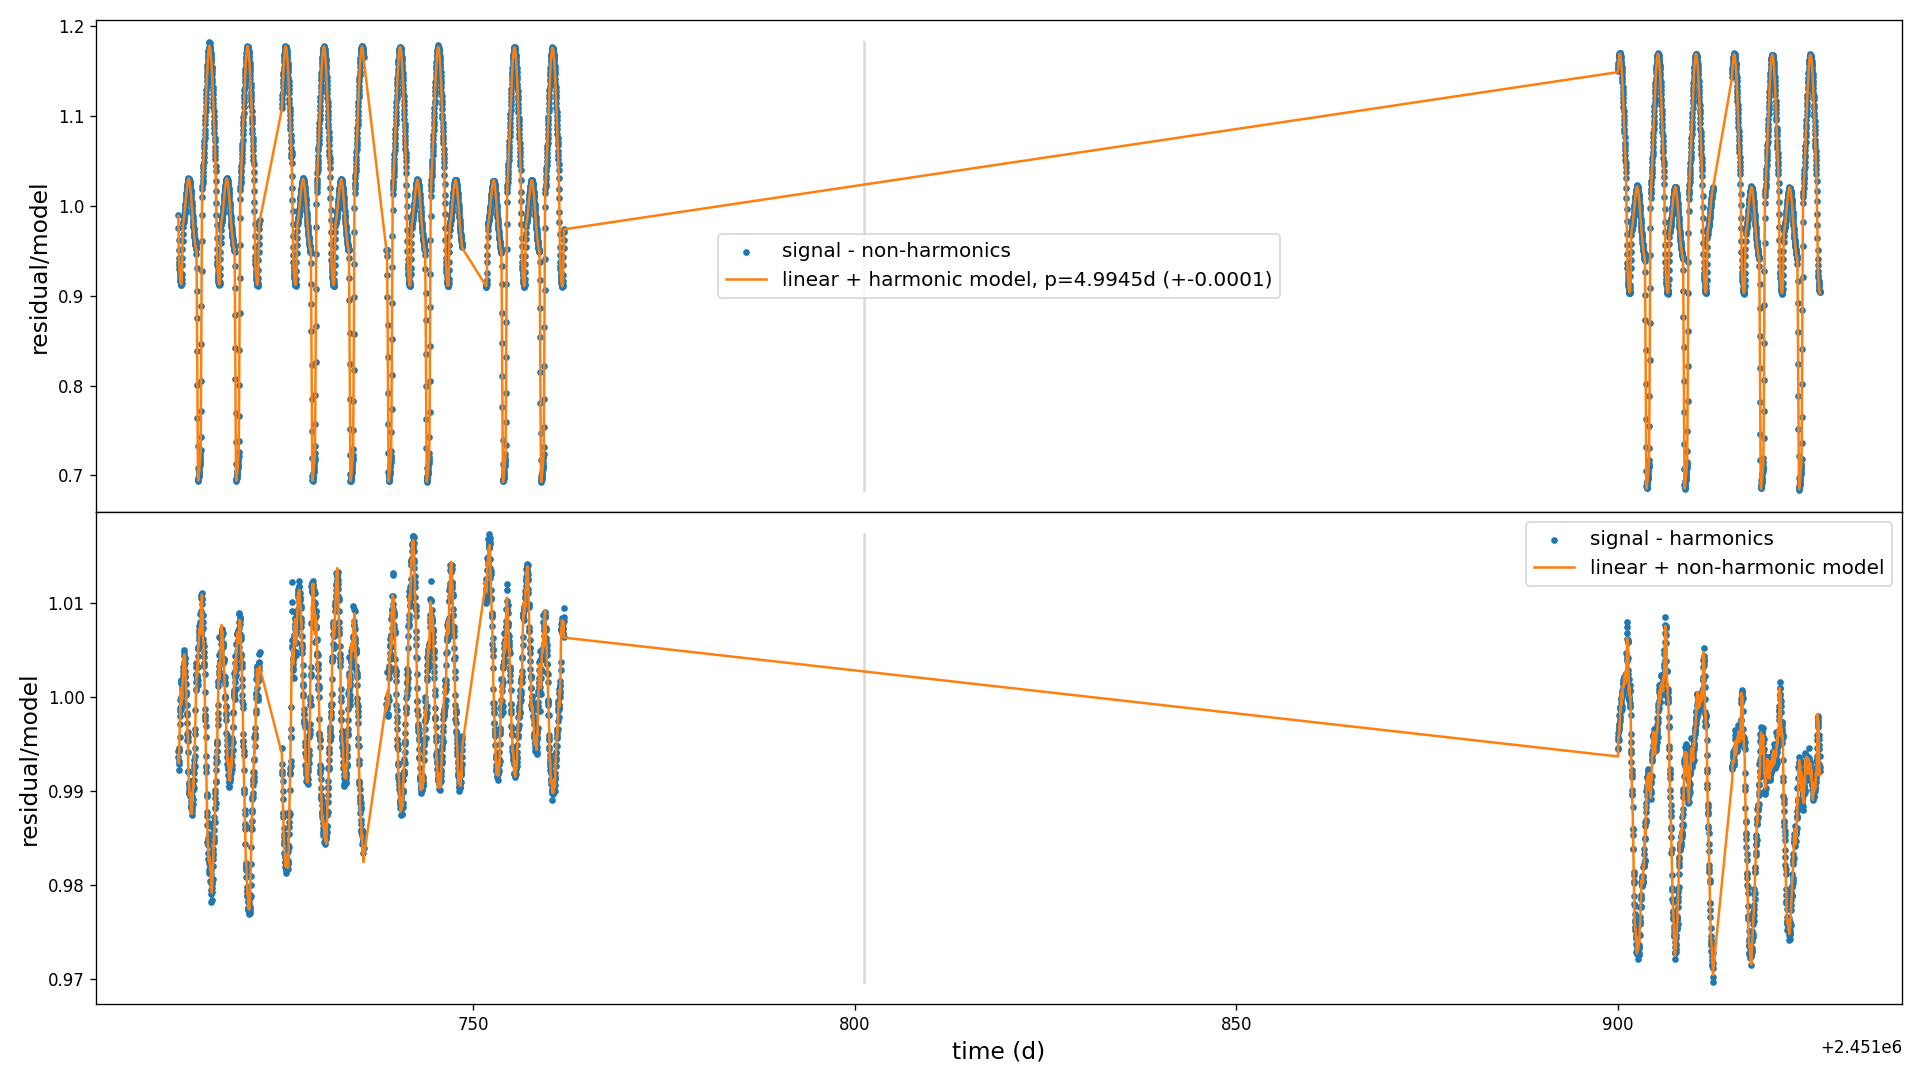 1.2
1.1
1.0
0.9
0.8
0.7
residual/model
signal - non-harmonics
linear + harmonic model, p=4.9945d (+-0.0001)
1.01
1.00
0.99
0.98
0.97
residual/model
signal - harmonics
linear + non-harmonic model
750
800
850
900
time (d)
+2.451e6